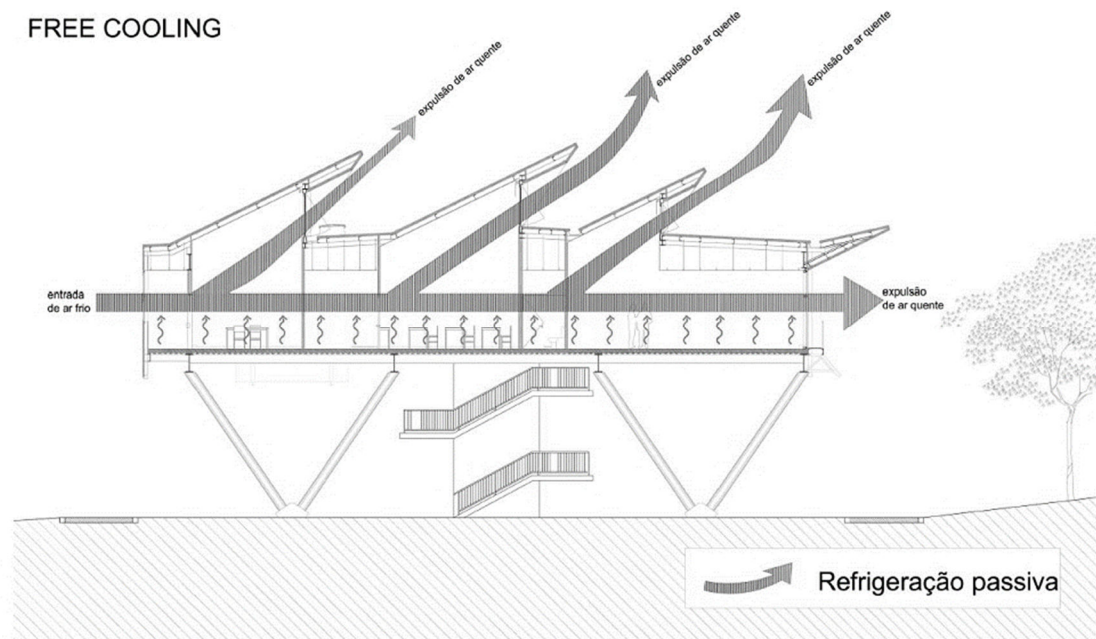 FREE COOLING
expulsão de ar quente
expulsão de ar quente
expulsão de ar quente
entrada
de ar frio
expulsão
de ar quente
Refrigeração passiva